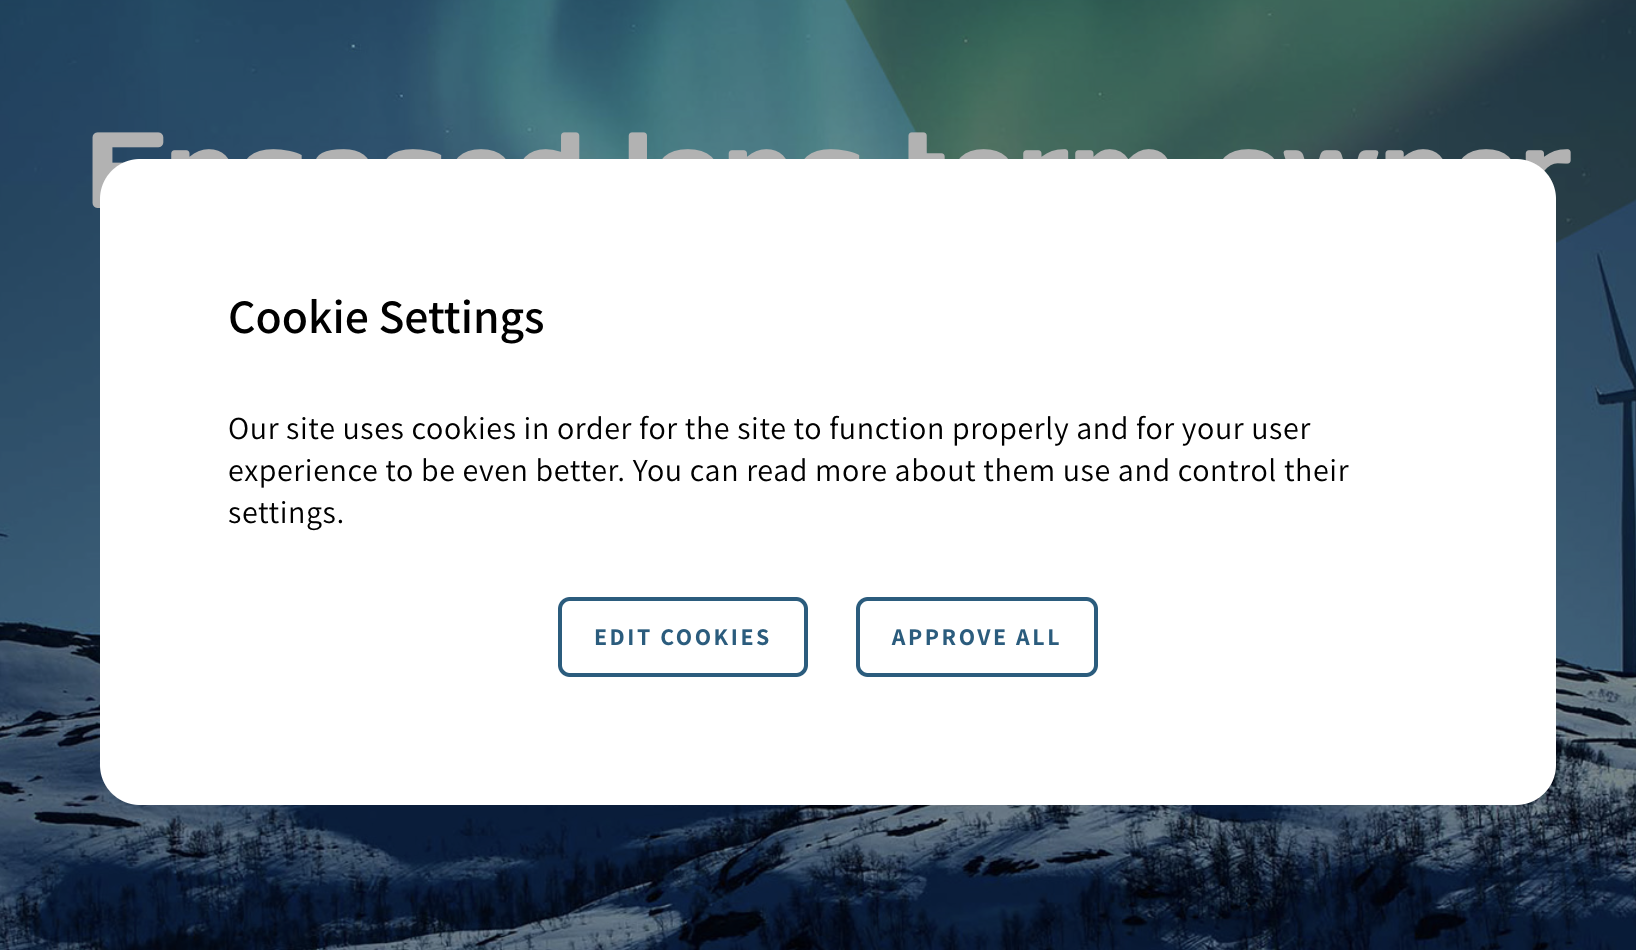 Cookie Settings
Our site uses cookies in order for the site to function properly and for your user
experience to be even better. You can read more about them use and control their
settings.
EDIT COOKIES
APPROVE ALL